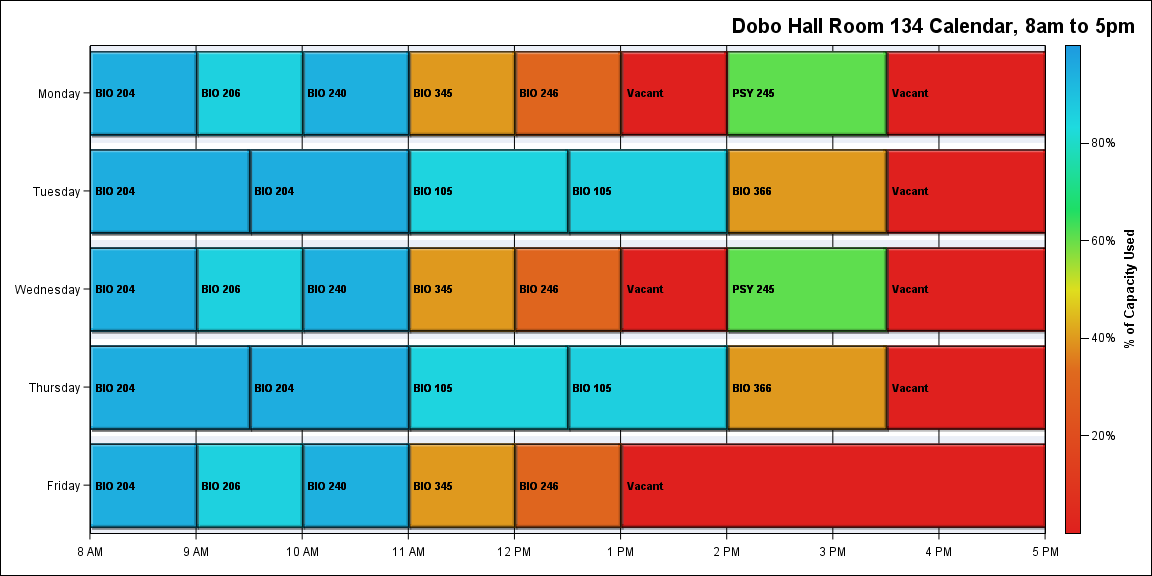 Dobo Hall Room 134 Calendar, 8am to 5pm
Monday
BIO 204
BIO 206
BIO 240
BIO 345
BIO 246
Vacant
PSY 245
Vacant
Tuesday
BIO 204
BIO 204
BIO 105
BIO 105
BIO 366
Vacant
Wednesday
BIO 204
BIO 206
BIO 240
BIO 345
BIO 246
Vacant
PSY 245
Vacant
Thursday
BIO 204
BIO 204
BIO 105
BIO 105
BIO 366
Vacant
Friday
BIO 204
BIO 206
BIO 240
BIO 345
BIO 246
Vacant
8 AM
9 AM
10 AM
11 AM
12 PM
1 PM
2 PM
3 PM
4 PM
5 PM
80%
60%
40%
20%
% of Capacity Used